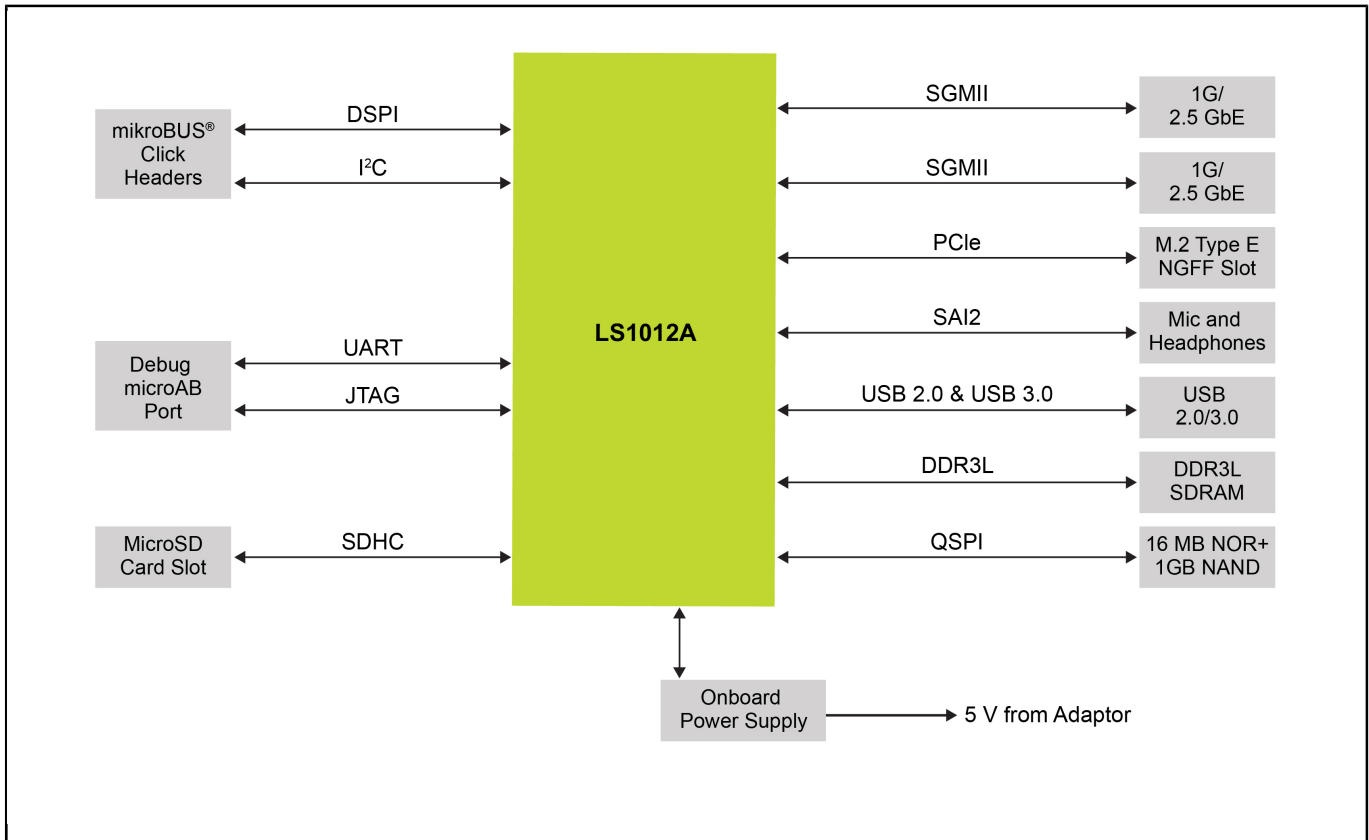 DSPI
mikroBUS®
Click
Headers
I²C
UART
Debug
microAB
Port
JTAG
SDHC
MicroSD
Card Slot
LS1012A
SGMII
1G/
2.5 GbE
SGMII
1G/
2.5 GbE
PCIe
M.2 Type E
NGFF Slot
SAI2
Mic and
Headphones
USB 2.0 & USB 3.0
USB
2.0/3.0
DDR3L
DDR3L
SDRAM
QSPI
16 MB NOR+
1GB NAND
Onboard
Power Supply
5 V from Adaptor